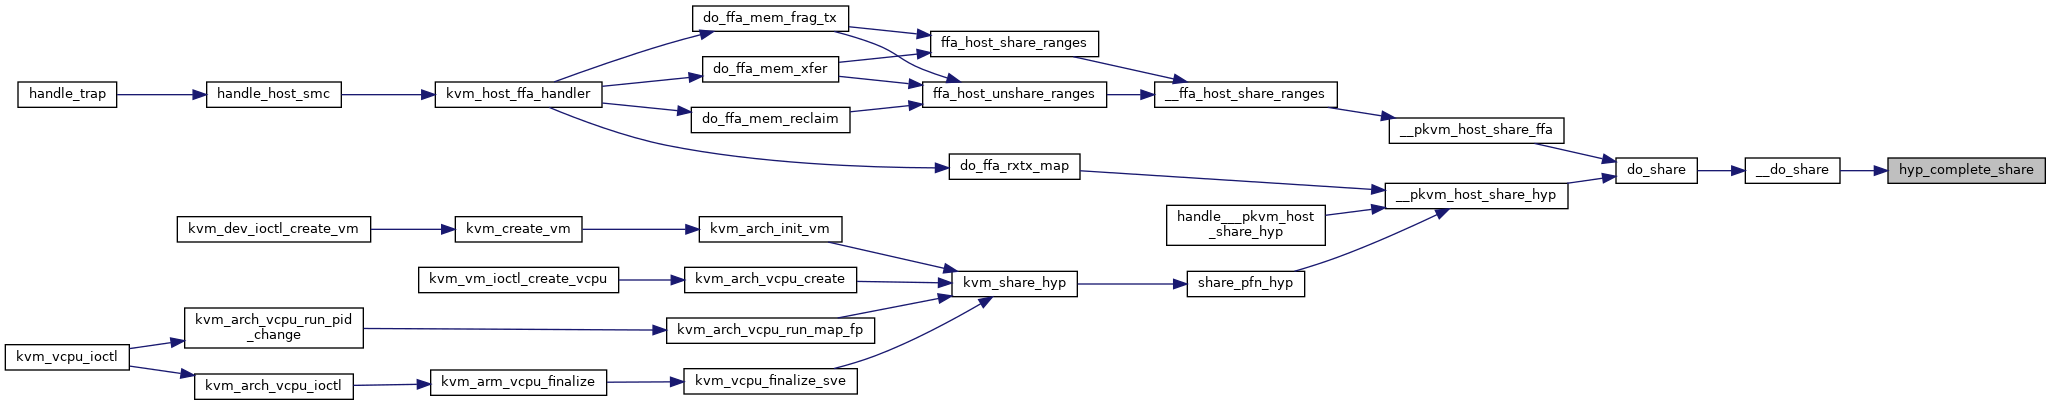 do_ffa_mem_frag_tx
ffa_host_share_ranges
do_ffa_mem_xfer
handle_trap
handle_host_smc
kvm_host_ffa_handler
ffa_host_unshare_ranges
__ffa_host_share_ranges
do_ffa_mem_reclaim
__pkvm_host_share_ffa
do_ffa_rxtx_map
do_share
__do_share
hyp_complete_share
__pkvm_host_share_hyp
handle___pkvm_host
_share_hyp
kvm_dev_ioctl_create_vm
kvm_create_vm
kvm_arch_init_vm
kvm_vm_ioctl_create_vcpu
kvm_arch_vcpu_create
kvm_share_hyp
share_pfn_hyp
kvm_arch_vcpu_run_pid
_change
kvm_arch_vcpu_run_map_fp
kvm_vcpu_ioctl
kvm_arch_vcpu_ioctl
kvm_arm_vcpu_finalize
kvm_vcpu_finalize_sve